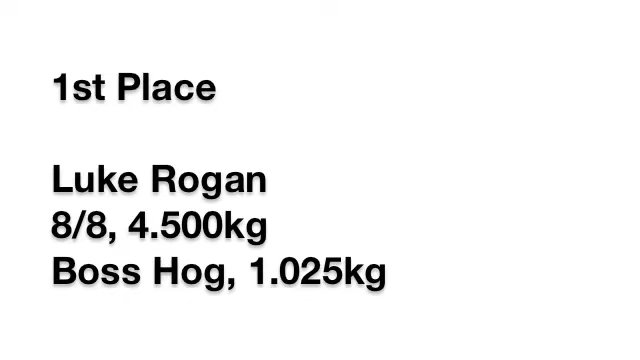 1st Place
Luke Rogan
8/8, 4.500kg
Boss Hog, 1.025kg